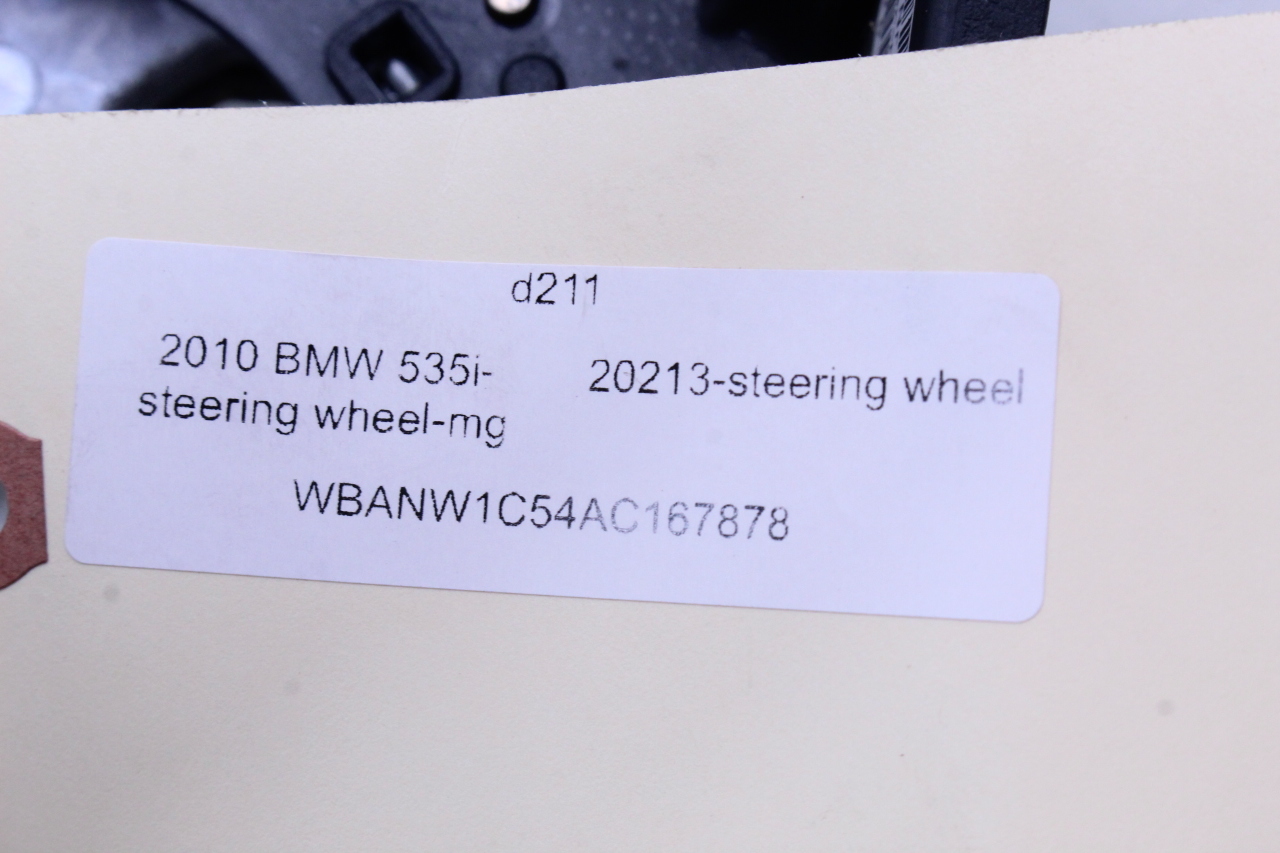 d211
2010 BMW 535i-
steering wheel-mg
20213-steering wheel
WBANW1C54AC167878